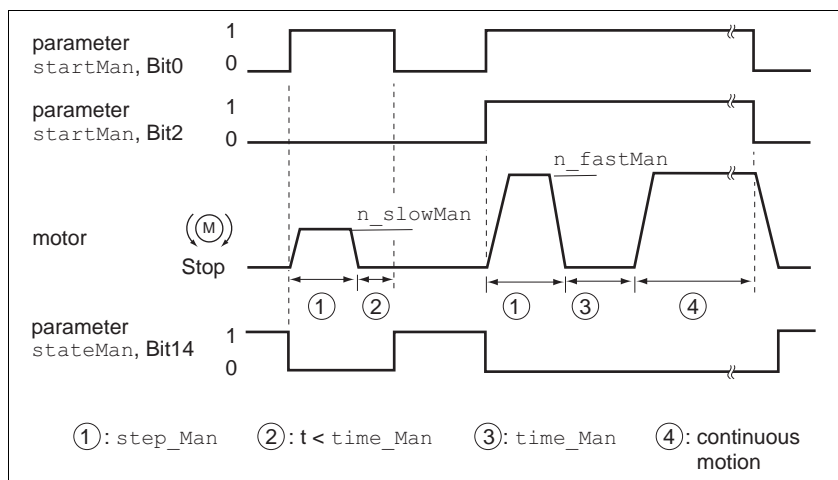 parameter
startMan, Bit0
1
0
parameter
startMan, Bit2
1
0
n_fastMan
n_slowMan
motor
M
Stop
1 2 1 3 4
parameter
stateMan, Bit14
1
0
1: step_Man 2: t < time_Man 3: time_Man 4: continuous
motion